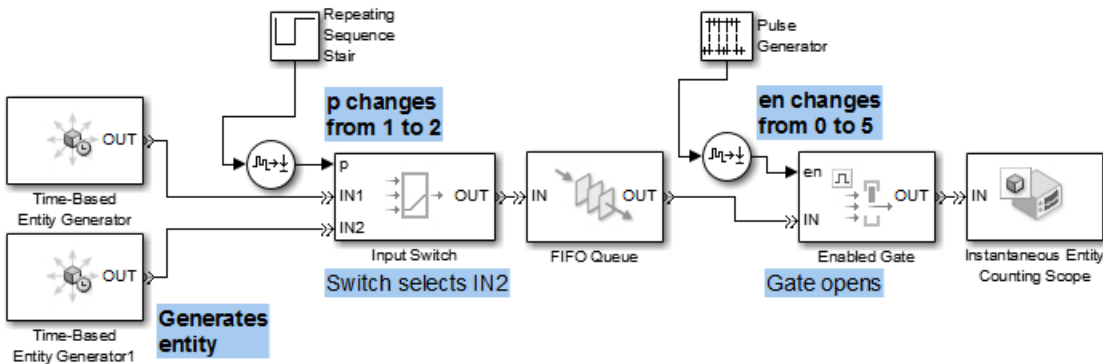 Repeating
Sequence
Stair
Pulse
Generator
p changes
from 1 to 2
en changes
from 0 to 5
OUT
Time-Based
Entity Generator
p
IN1
IN2
OUT
Input Switch
Switch selects IN2
IN
OUT
FIFO Queue
en
IN
OUT
Enabled Gate
Gate opens
IN
Instantaneous Entity
Counting Scope
OUT
Time-Based
Entity Generator1
Generates
entity